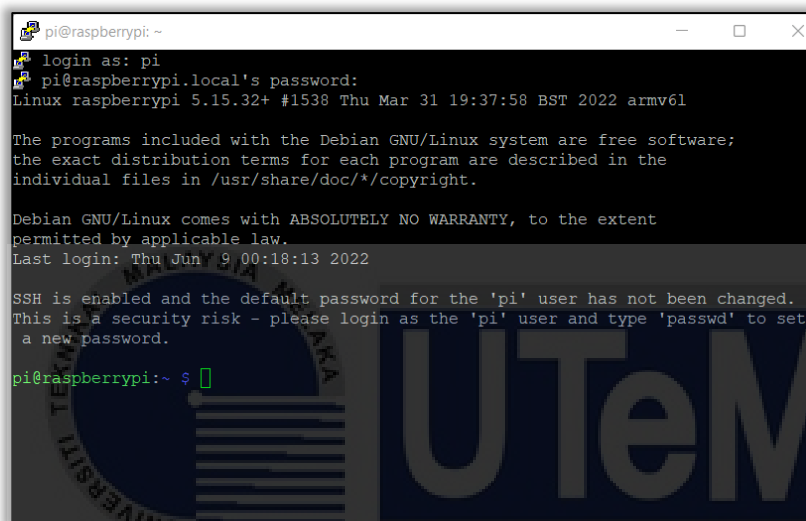 pi@raspberrypi: ~
login as: pi
pi@raspberrypi.local's password:
Linux raspberrypi 5.15.32+ #1538 Thu Mar 31 19:37:58 BST 2022 armv6l
The programs included with the Debian GNU/Linux system are free software;
the exact distribution terms for each program are described in the
individual files in /usr/share/doc/*/copyright.
Debian GNU/Linux comes with ABSOLUTELY NO WARRANTY, to the extent
permitted by applicable law.
Last login: Thu Jun  9 00:18:13 2022
SSH is enabled and the default password for the 'pi' user has not been changed.
This is a security risk - please login as the 'pi' user and type 'passwd' to set
a new password.
pi@raspberrypi:~ $
UNIVERSITI TEKNIKAL MALAYSIA MELAKA
UTeM